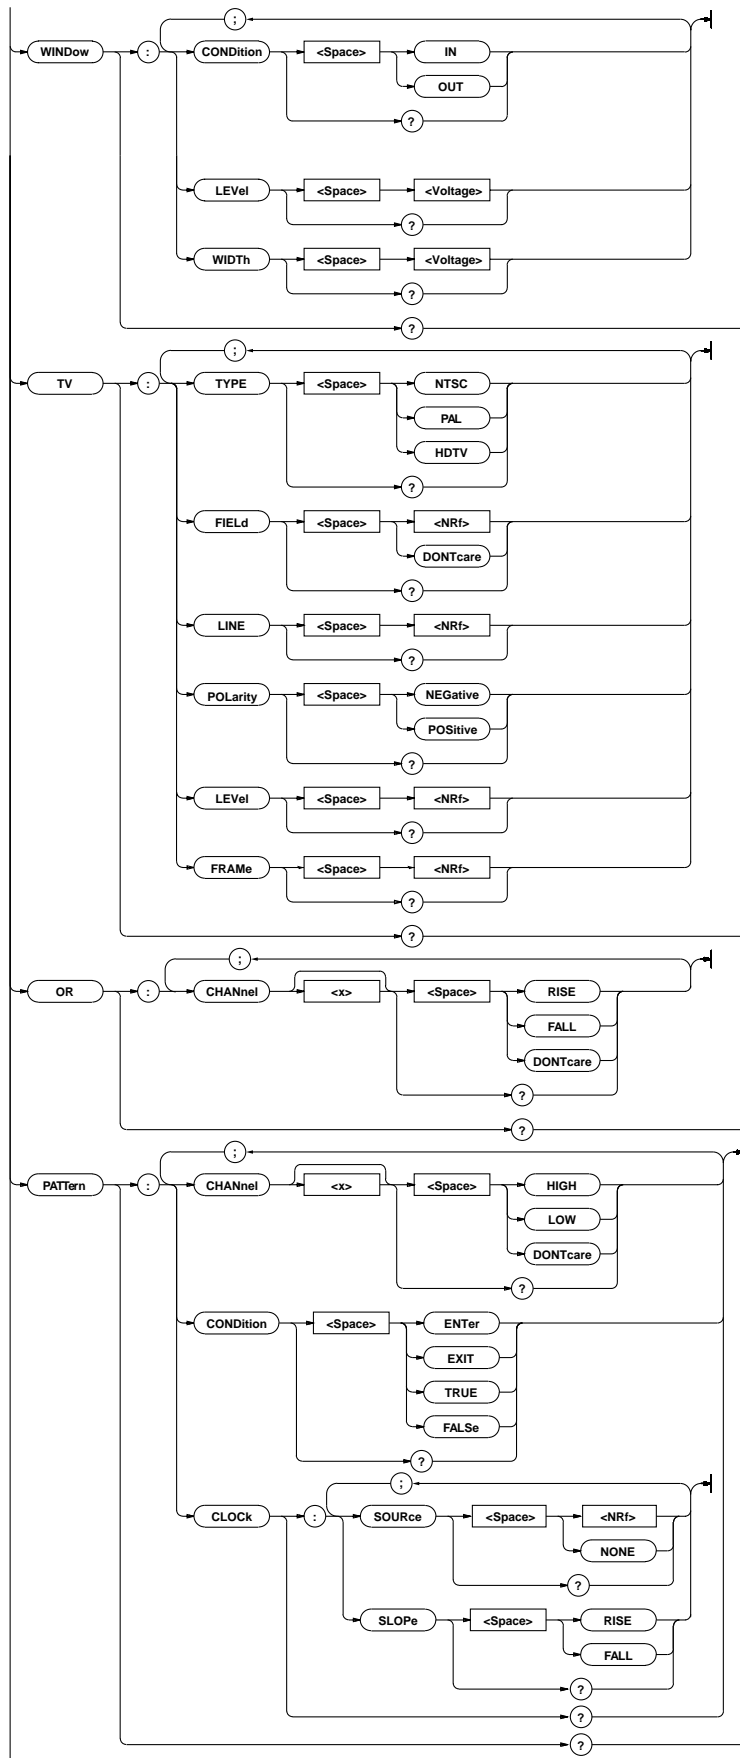 ;
WINDow : CONDition <Space> IN
OUT
?
LEVel <Space> <Voltage>
?
WIDTh <Space> <Voltage>
?
?
;
TV : TYPE <Space> NTSC
PAL
HDTV
?
FIELd <Space> <NRf>
DONTcare
?
LINE <Space> <NRf>
?
POLarity <Space> NEGative
POSitive
?
LEVel <Space> <NRf>
?
FRAMe <Space> <NRf>
?
?
;
OR : CHANnel <x> <Space> RISE
FALL
DONTcare
?
?
;
PATTern : CHANnel <x> <Space> HIGH
LOW
DONTcare
?
CONDition <Space> ENTer
EXIT
TRUE
FALSe
?
;
CLOCk : SOURce <Space> <NRf>
NONE
?
SLOPe <Space> RISE
FALL
?
?
?